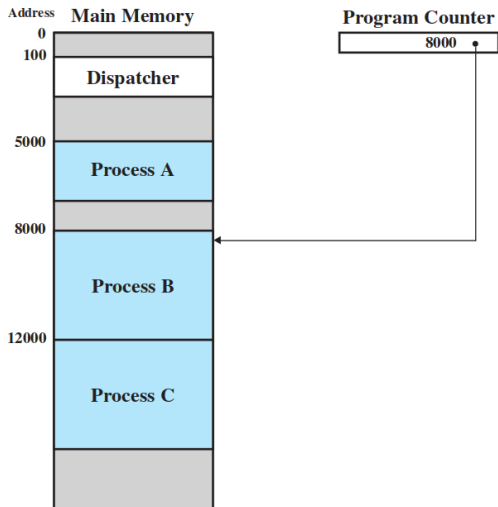 Address Main Memory Program Counter
0
8000
100
Dispatcher
5000
Process A
8000
Process B
12000
Process C